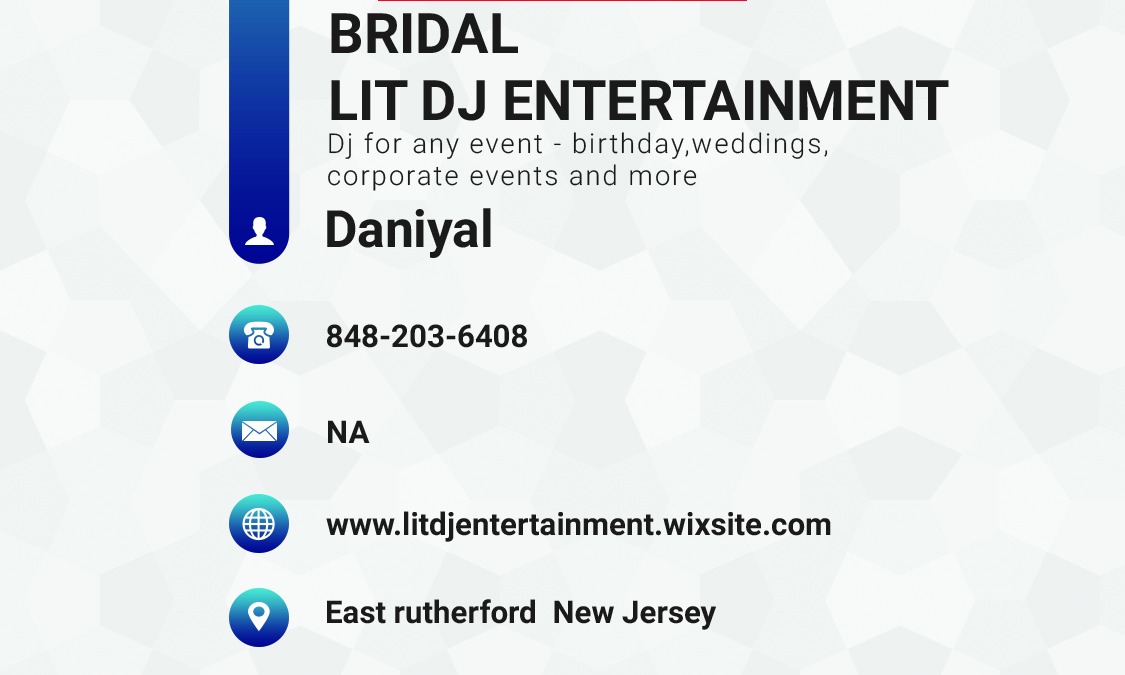 BRIDAL
LIT DJ ENTERTAINMENT
Dj for any event - birthday,weddings,
corporate events and more
Daniyal
848-203-6408
NA
www.litdjentertainment.wixsite.com
East rutherford  New Jersey